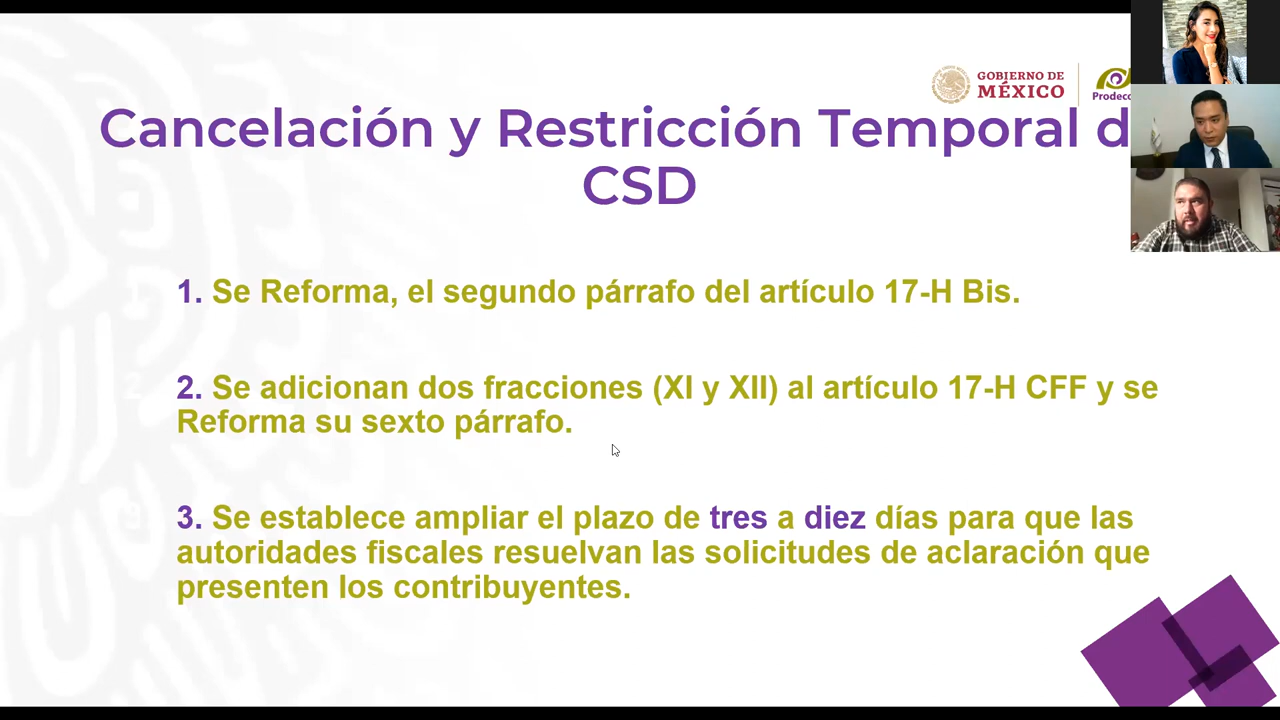 GOBIERNO DE
MÉXICO
Cancelación y Restricción Temporal
CSD
1. Se Reforma, el segundo párrafo del artículo 17-H Bis.
2. Se adicionan dos fracciones (XI y XII) al artículo 17-H CFF y se
Reforma su sexto párrafo.
3. Se establece ampliar el plazo de tres a diez días para que las
autoridades fiscales resuelvan las solicitudes de aclaración que
presenten los contribuyentes.